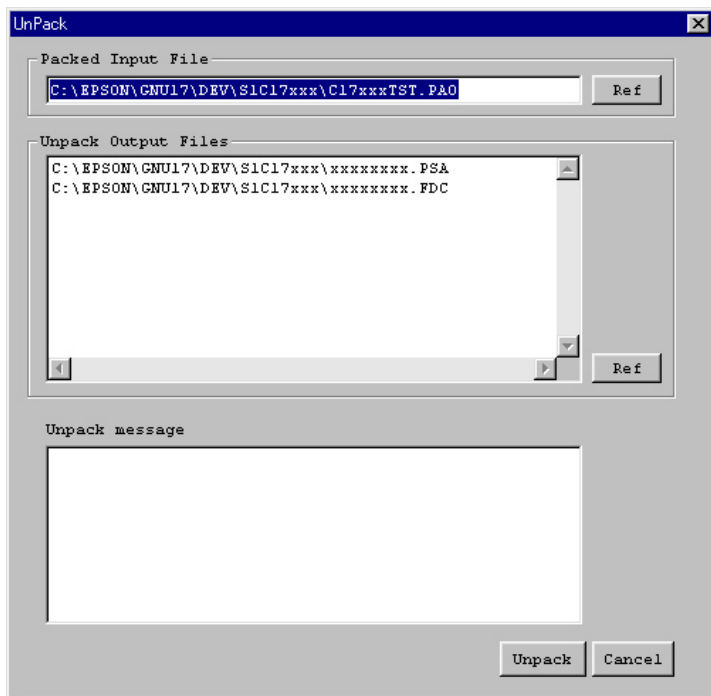 UnPack
Packed Input File
C:\EPSON\GNU17\DEV\S1C17xxx\C17xxxTST.PA0
Ref
Unpack Output Files
C:\EPSON\GNU17\DEV\S1C17xxx\xxxxxxxx.PSA
C:\EPSON\GNU17\DEV\S1C17xxx\xxxxxxxx.FDC
Ref
Unpack message
Unpack Cancel